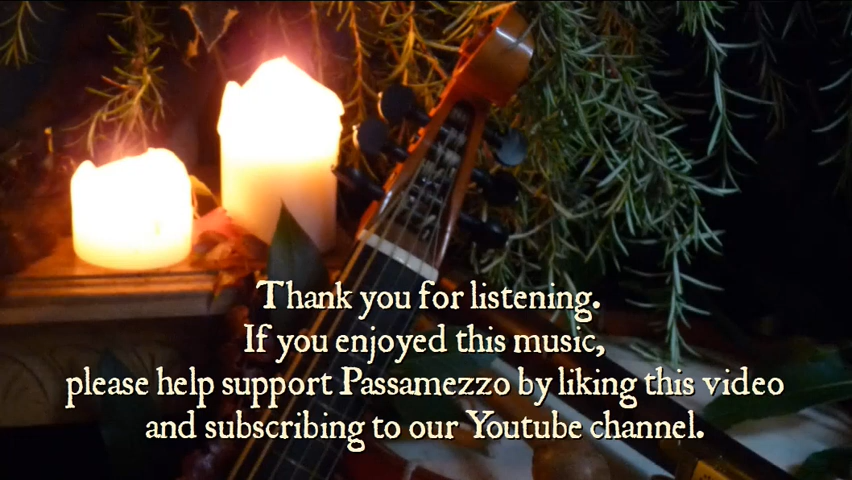 Thank you for listening.
If you enjoyed this music,
please help support Passamezzo by liking this video
and subscribing to our Youtube channel.